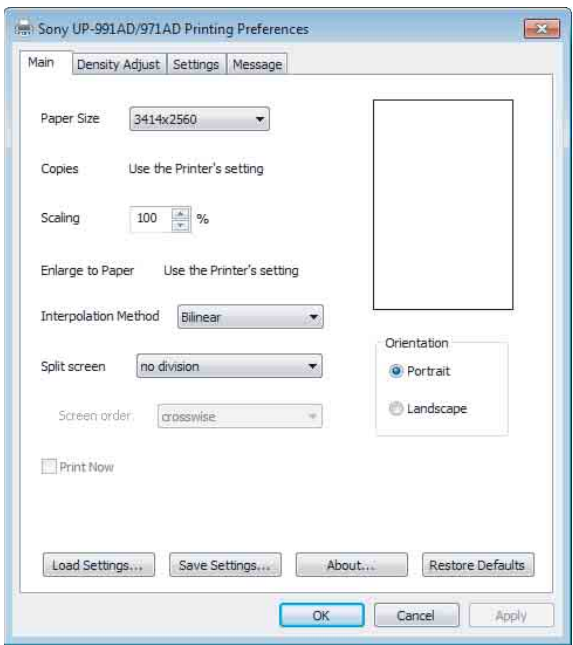 Sony UP-991AD/971AD Printing Preferences
Main Density Adjust Settings Message
Paper Size 3414x2560
Copies Use the Printer's setting
Scaling 100 %
Enlarge to Paper Use the Printer's setting
Interpolation Method Bilinear
Orientation
Split screen no division
Portrait
Landscape
Screen order. crosswise
Print Now
Load Settings... Save Settings... About... Restore Defaults
OK Cancel Apply